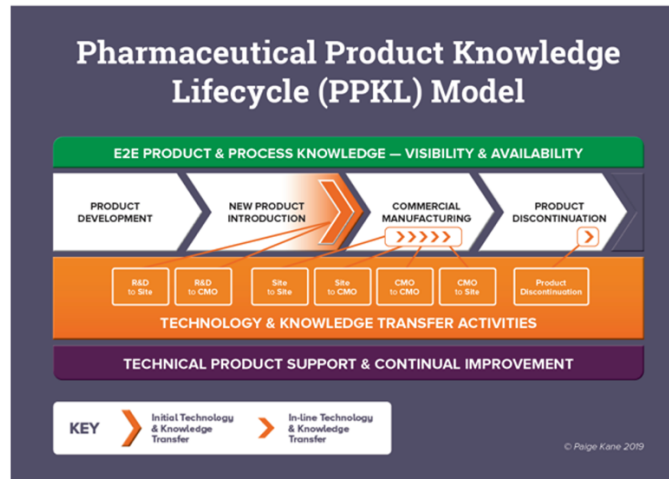 Pharmaceutical Product Knowledge
Lifecycle (PPKL) Model
E2E PRODUCT & PROCESS KNOWLEDGE — VISIBILITY & AVAILABILITY
PRODUCT
DEVELOPMENT
NEW PRODUCT
INTRODUCTION
COMMERCIAL
MANUFACTURING
PRODUCT
DISCONTINUATION
R&D
to Site
R&D
to CMO
Site
to Site
Site
to CMO
CMO
to CMO
CMO
to Site
Product
Discontinuation
TECHNOLOGY & KNOWLEDGE TRANSFER ACTIVITIES
TECHNICAL PRODUCT SUPPORT & CONTINUAL IMPROVEMENT
KEY
Initial Technology
& Knowledge
Transfer
In-line Technology
& Knowledge
Transfer
© Paige Kane 2019